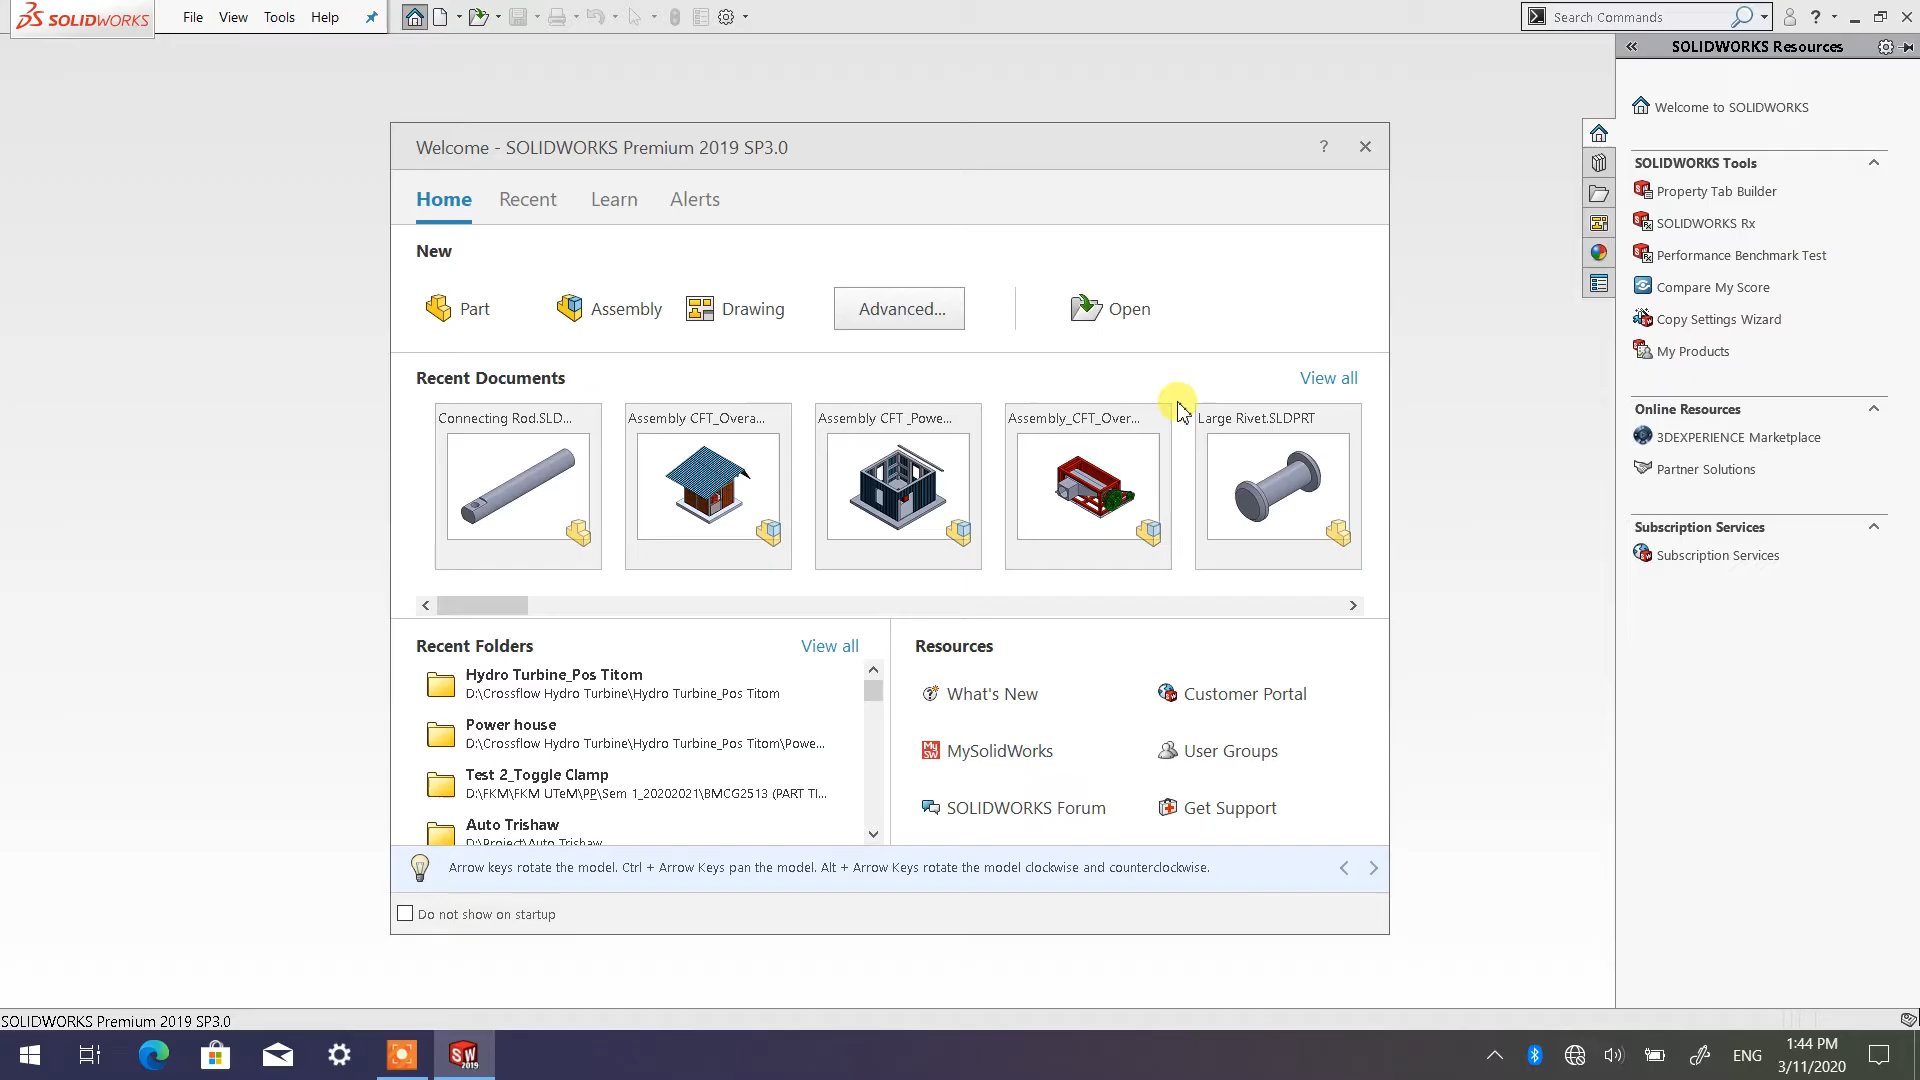 SOLIDWORKS
File View Tools Help
Search Commands
?
SOLIDWORKS Resources
Welcome to SOLIDWORKS
SOLIDWORKS Tools
Property Tab Builder
SOLIDWORKS Rx
Performance Benchmark Test
Compare My Score
Copy Settings Wizard
My Products
Online Resources
3DEXPERIENCE Marketplace
Partner Solutions
Subscription Services
Subscription Services
Welcome - SOLIDWORKS Premium 2019 SP3.0
?
Home Recent Learn Alerts
New
Part Assembly Drawing Advanced... Open
Recent Documents View all
Connecting Rod.SLD... Assembly CFT_Overa... Assembly CFT _Powe... Assembly_CFT_Over... Large Rivet.SLDPRT
Recent Folders View all
Hydro Turbine_Pos Titom
D:\Crossflow Hydro Turbine\Hydro Turbine_Pos Titom
Power house
D:\Crossflow Hydro Turbine\Hydro Turbine_Pos Titom\Powe...
Test 2_Toggle Clamp
D:\FKM\FKM UTeM\PP\Sem 1_20202021\BMCG2513 (PART TI...
Auto Trishaw
D:\Project\Auto Trishaw
Resources
What's New Customer Portal
MySolidWorks User Groups
SOLIDWORKS Forum Get Support
Arrow keys rotate the model. Ctrl + Arrow Keys pan the model. Alt + Arrow Keys rotate the model clockwise and counterclockwise.
Do not show on startup
SOLIDWORKS Premium 2019 SP3.0
SW
2019
ENG
1:44 PM
3/11/2020